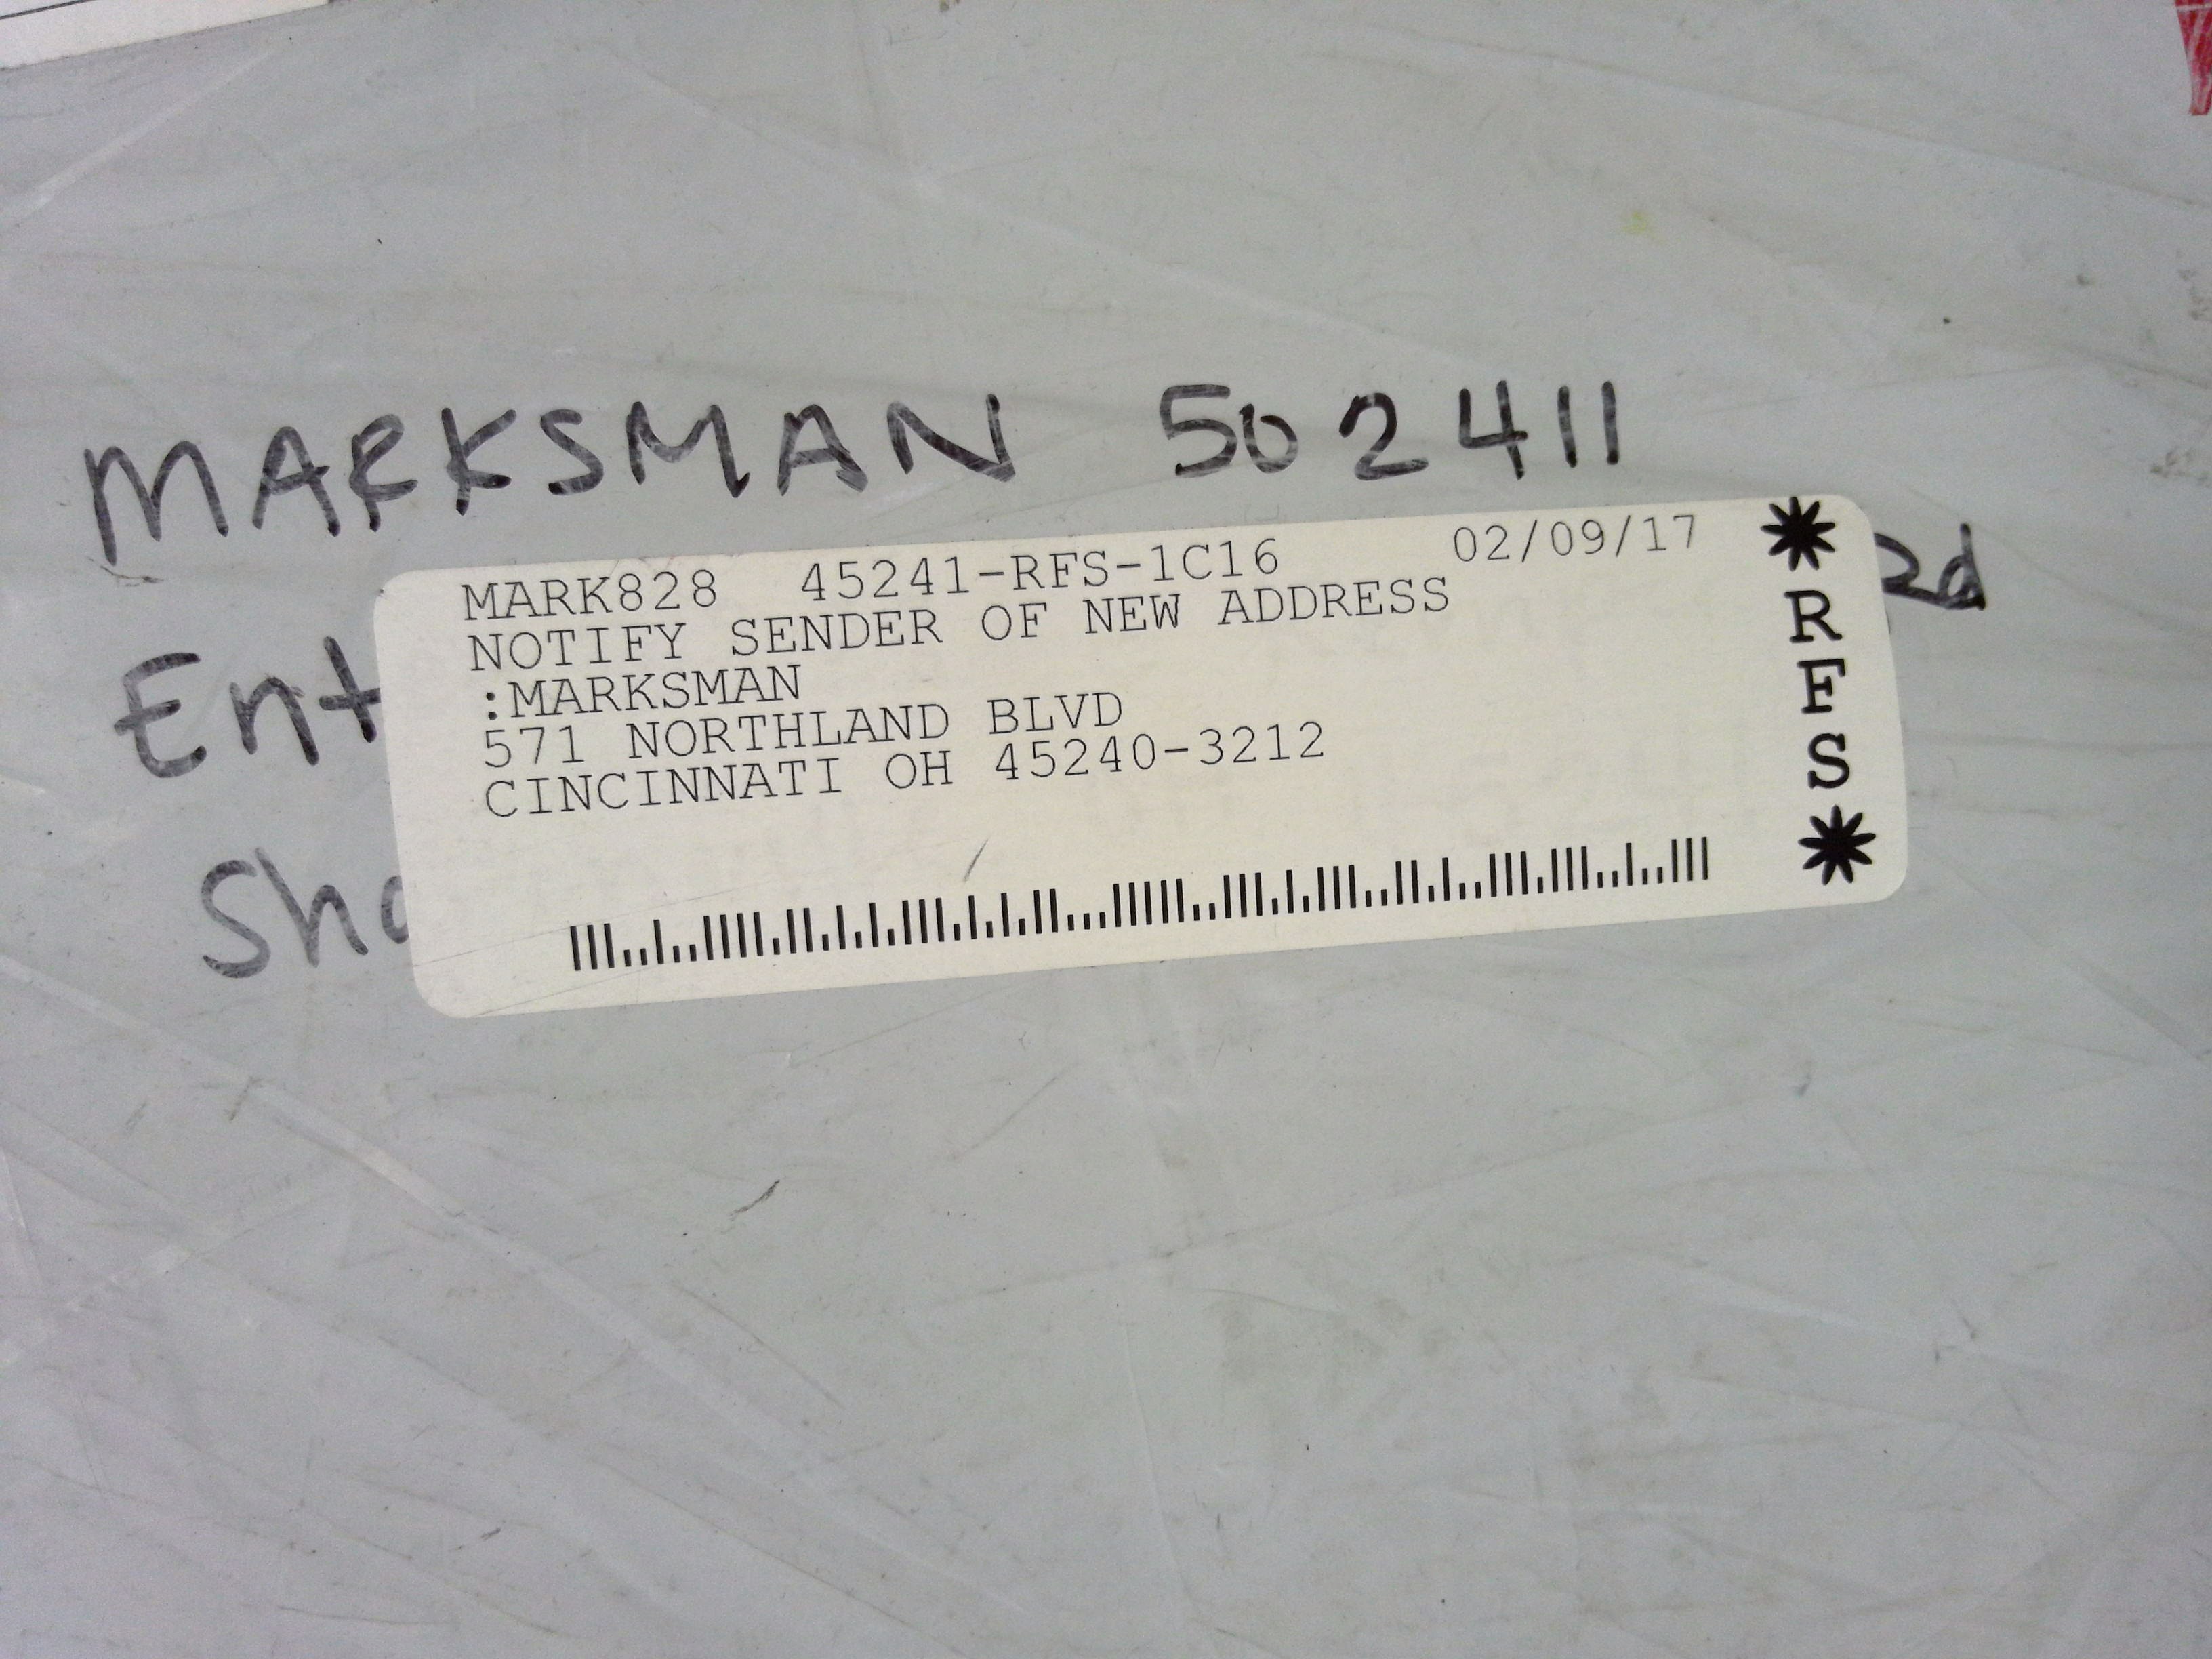 MARKSMAN 502411
MARK828 45241-RFS-1C16 02/09/17
NOTIFY SENDER OF NEW ADDRESS
:MARKSMAN
571 NORTHLAND BLVD
CINCINNATI OH 45240-3212
*RFS*